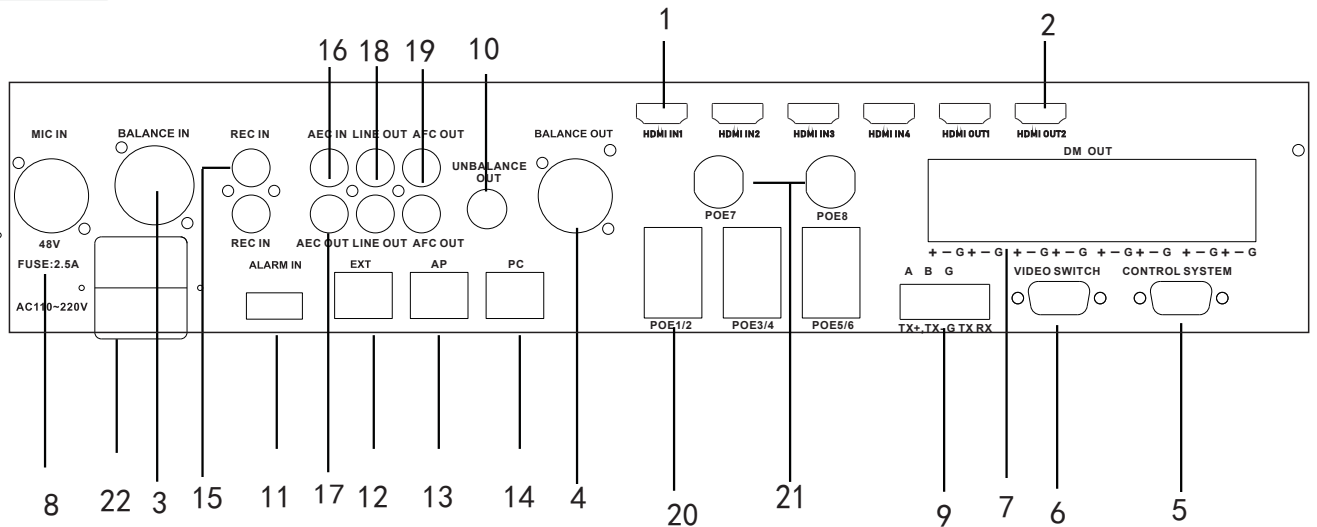 1 2
16 18 19 10
HDMI IN1 HDMI IN2 HDMI IN3 HDMI IN4 HDMI OUT1 HDMI OUT2
MIC IN BALANCE IN REC IN AEC IN LINE OUT AFC OUT BALANCE OUT
DM OUT
UNBALANCE
OUT
POE7 POE8
48V REC IN AEC OUT LINE OUT AFC OUT
+ - G + - G + - G + - G + - G + - G + - G + - G
FUSE:2.5A ALARM IN EXT AP PC A B G VIDEO SWITCH CONTROL SYSTEM
AC110~220V
POE1/2 POE3/4 POE5/6 TX+,TX-G TX RX
8 22 3 15 11 17 12 13 14 4 20 21 9 7 6 5